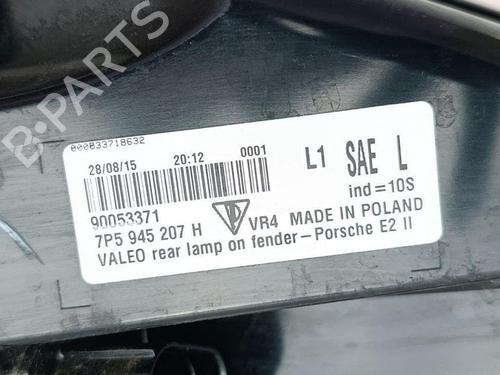 000033718632
28/08/15 20:12 0001 L1 SAE L
ind=10S
90053371
7P5 945 207 H VR4 MADE IN POLAND
VALEO rear lamp on fender-Porsche E2 II
B-PARTS